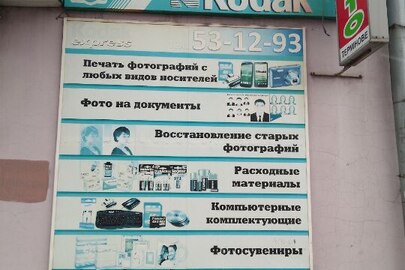 Kodak
express
53-12-93
Печать фотографий с
любых видов носителей
Фото на документы
Восстановление старых
фотографий
Расходные
материалы
Компьютерные
комплектующие
Фотосувениры